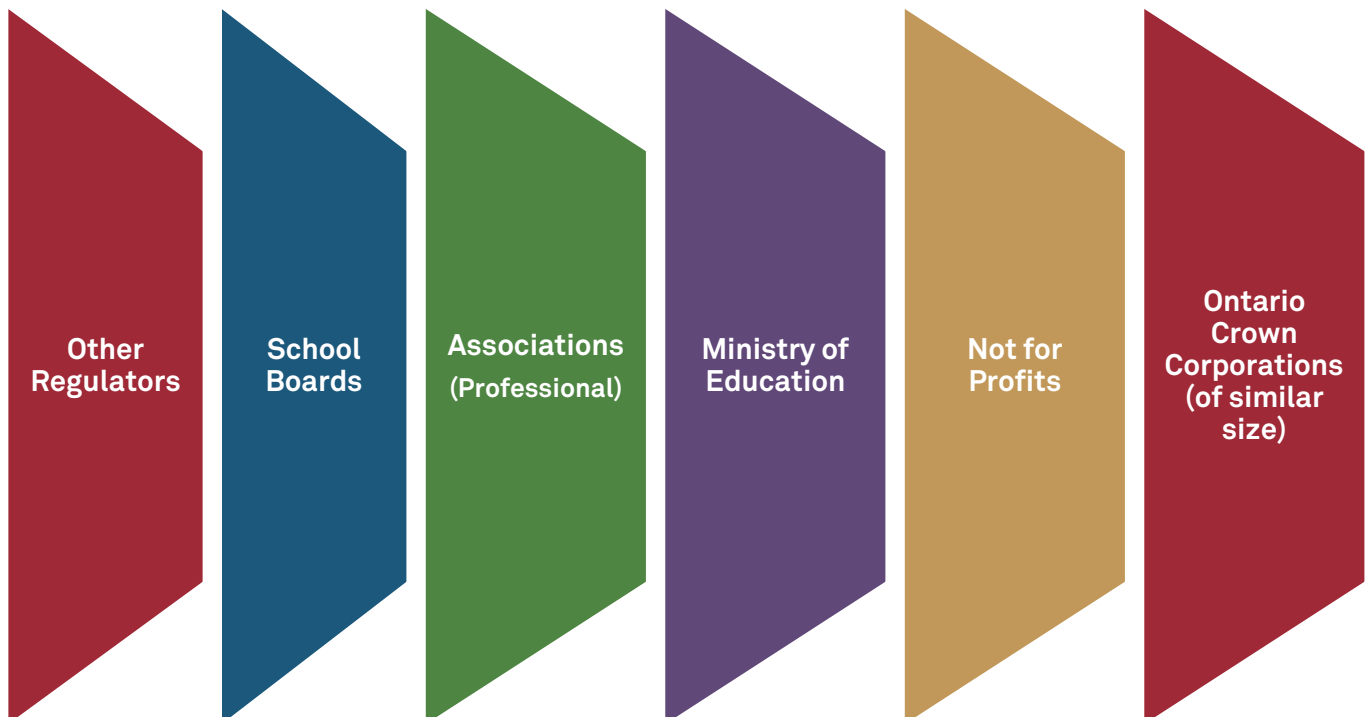 Other
Regulators
School
Boards
Associations
(Professional)
Ministry of
Education
Not for
Profits
Ontario
Crown
Corporations
(of similar
size)